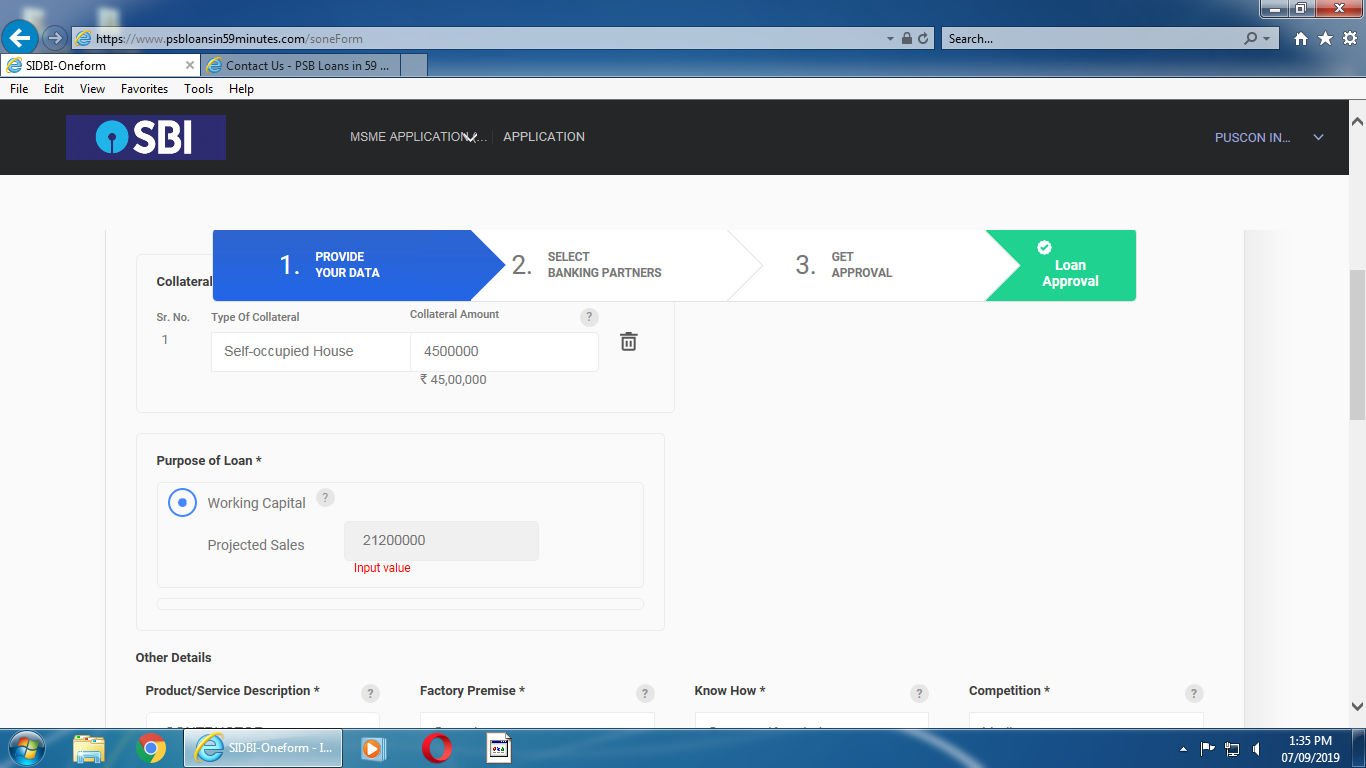 https://www.psbloansin59minutes.com/soneForm
Search...
SIDBI-Oneform
Contact Us - PSB Loans in 59 ...
File Edit View Favorites Tools Help
SBI
MSME APPLICATION (...
APPLICATION
PUSCON IN...
1. PROVIDE YOUR DATA
2. SELECT BANKING PARTNERS
3. GET APPROVAL
Loan Approval
Collateral
Sr. No. Type Of Collateral Collateral Amount ?
1 Self-occupied House 4500000
₹ 45,00,000
Purpose of Loan *
Working Capital ?
Projected Sales 21200000
Input value
Other Details
Product/Service Description * ? Factory Premise * ? Know How * ? Competition * ?
SIDBI-Oneform - I...
1:35 PM
07/09/2019